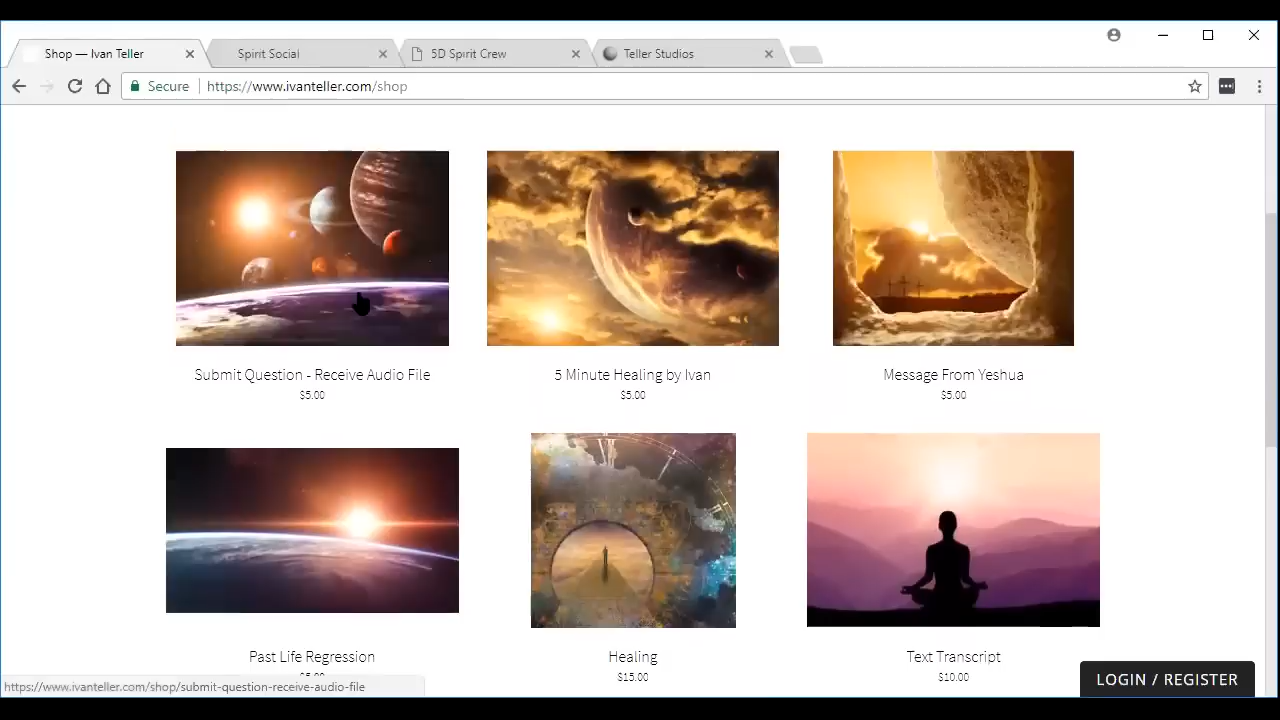 Shop — Ivan Teller
Spirit Social
5D Spirit Crew
Teller Studios
Secure
https://www.ivanteller.com/shop
Submit Question - Receive Audio File
$5.00
5 Minute Healing by Ivan
$5.00
Message From Yeshua
$5.00
Past Life Regression
Healing
$15.00
Text Transcript
$10.00
https://www.ivanteller.com/shop/submit-question-receive-audio-file
LOGIN / REGISTER